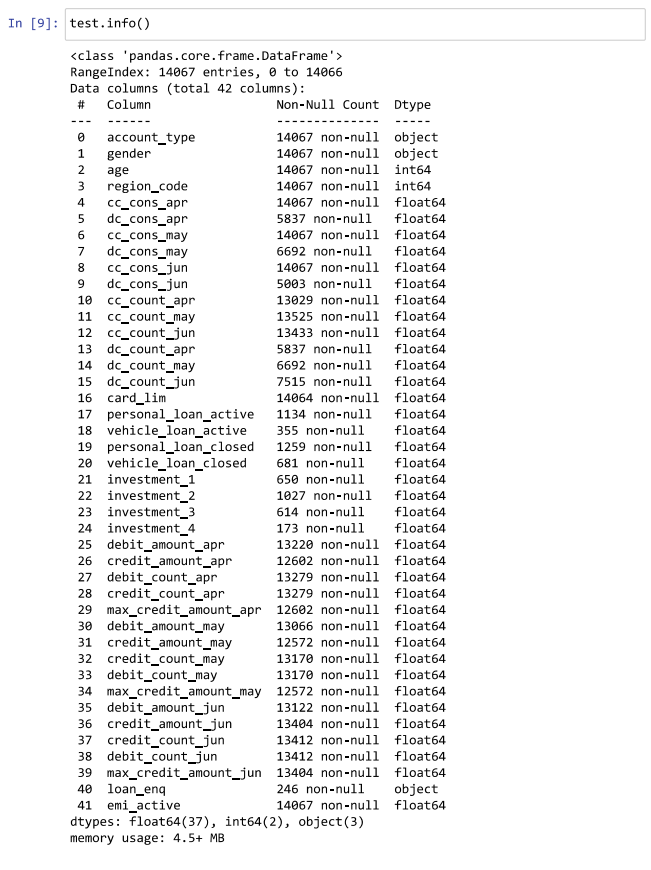 In [9]: test.info()
<class 'pandas.core.frame.DataFrame'>
RangeIndex: 14067 entries, 0 to 14066
Data columns (total 42 columns):
#   Column   Non-Null Count   Dtype
---   ------   --------------   -----
0   account_type   14067 non-null   object
1   gender   14067 non-null   object
2   age   14067 non-null   int64
3   region_code   14067 non-null   int64
4   cc_cons_apr   14067 non-null   float64
5   dc_cons_apr   5837 non-null   float64
6   cc_cons_may   14067 non-null   float64
7   dc_cons_may   6692 non-null   float64
8   cc_cons_jun   14067 non-null   float64
9   dc_cons_jun   5003 non-null   float64
10   cc_count_apr   13029 non-null   float64
11   cc_count_may   13525 non-null   float64
12   cc_count_jun   13433 non-null   float64
13   dc_count_apr   5837 non-null   float64
14   dc_count_may   6692 non-null   float64
15   dc_count_jun   7515 non-null   float64
16   card_lim   14064 non-null   float64
17   personal_loan_active   1134 non-null   float64
18   vehicle_loan_active   355 non-null   float64
19   personal_loan_closed   1259 non-null   float64
20   vehicle_loan_closed   681 non-null   float64
21   investment_1   650 non-null   float64
22   investment_2   1027 non-null   float64
23   investment_3   614 non-null   float64
24   investment_4   173 non-null   float64
25   debit_amount_apr   13220 non-null   float64
26   credit_amount_apr   12602 non-null   float64
27   debit_count_apr   13279 non-null   float64
28   credit_count_apr   13279 non-null   float64
29   max_credit_amount_apr   12602 non-null   float64
30   debit_amount_may   13066 non-null   float64
31   credit_amount_may   12572 non-null   float64
32   credit_count_may   13170 non-null   float64
33   debit_count_may   13170 non-null   float64
34   max_credit_amount_may   12572 non-null   float64
35   debit_amount_jun   13122 non-null   float64
36   credit_amount_jun   13404 non-null   float64
37   credit_count_jun   13412 non-null   float64
38   debit_count_jun   13412 non-null   float64
39   max_credit_amount_jun   13404 non-null   float64
40   loan_enq   246 non-null   object
41   emi_active   14067 non-null   float64
dtypes: float64(37), int64(2), object(3)
memory usage: 4.5+ MB